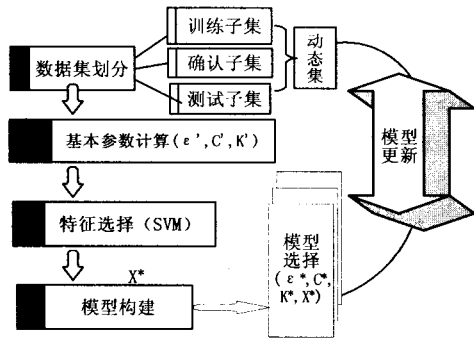 训练子集
数据集划分
确认子集
测试子集
动态集
基本参数计算(ε',C',K')
特征选择(SVM)
X*
模型构建
模型
选择
(ε*,C*,
K*,X*)
模型
更新